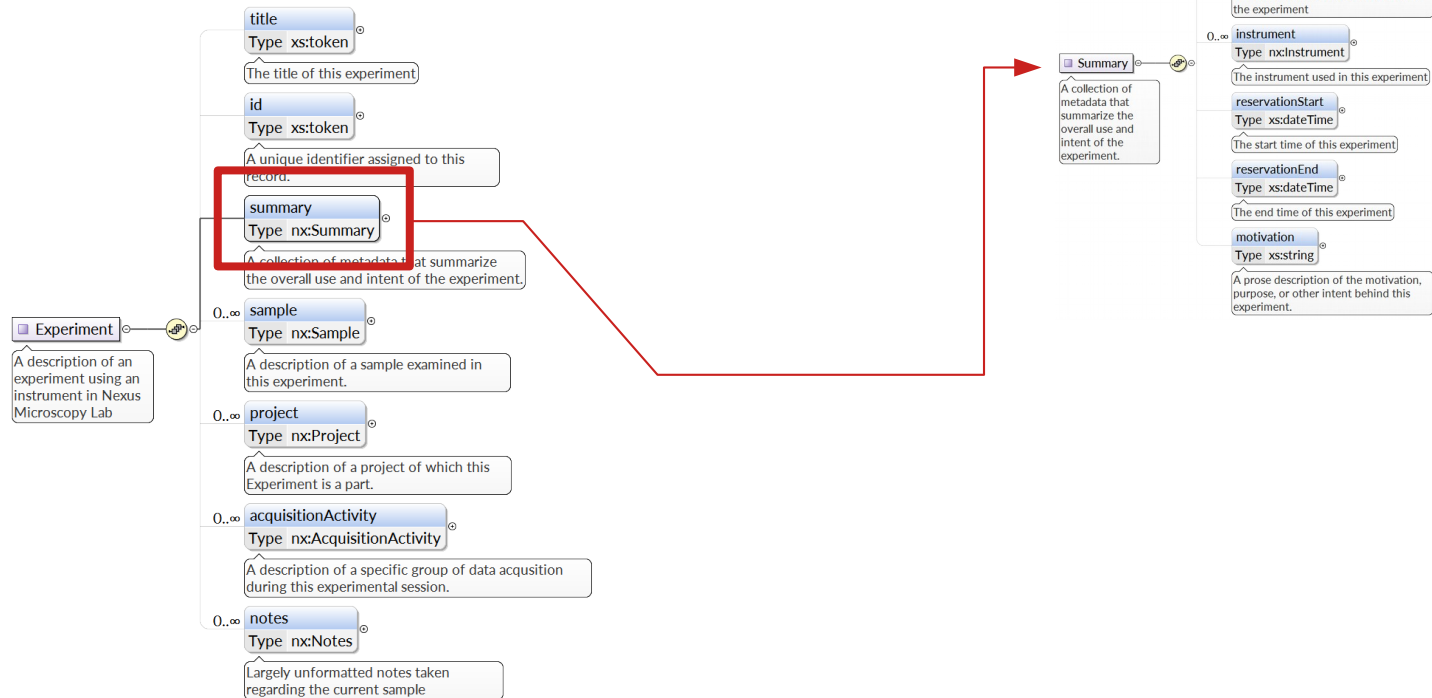 title
Type xs:token
The title of this experiment
id
Type xs:token
A unique identifier assigned to this
record.
summary
Type nx:Summary
A collection of metadata that summarize
the overall use and intent of the experiment.
0..∞ sample
Type nx:Sample
A description of a sample examined in
this experiment.
0..∞ project
Type nx:Project
A description of a project of which this
Experiment is a part.
0..∞ acquisitionActivity
Type nx:AcquisitionActivity
A description of a specific group of data acqusition
during this experimental session.
0..∞ notes
Type nx:Notes
Largely unformatted notes taken
regarding the current sample
Experiment
A description of an
experiment using an
instrument in Nexus
Microscopy Lab
Summary
A collection of
metadata that
summarize the
overall use and
intent of the
experiment.
the experiment
0..∞ instrument
Type nx:Instrument
The instrument used in this experiment
reservationStart
Type xs:dateTime
The start time of this experiment
reservationEnd
Type xs:dateTime
The end time of this experiment
motivation
Type xs:string
A prose description of the motivation,
purpose, or other intent behind this
experiment.